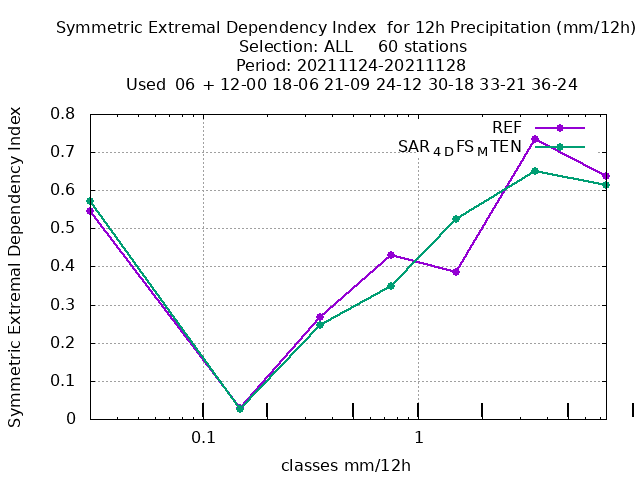 Symmetric Extremal Dependency Index  for 12h Precipitation (mm/12h)
Selection: ALL     60 stations
Period: 20211124-20211128
Used  06 + 12-00 18-06 21-09 24-12 30-18 33-21 36-24
Symmetric Extremal Dependency Index
0.8
0.7
0.6
0.5
0.4
0.3
0.2
0.1
0
REF
SAR4DFSMTEN
0.1
1
classes mm/12h